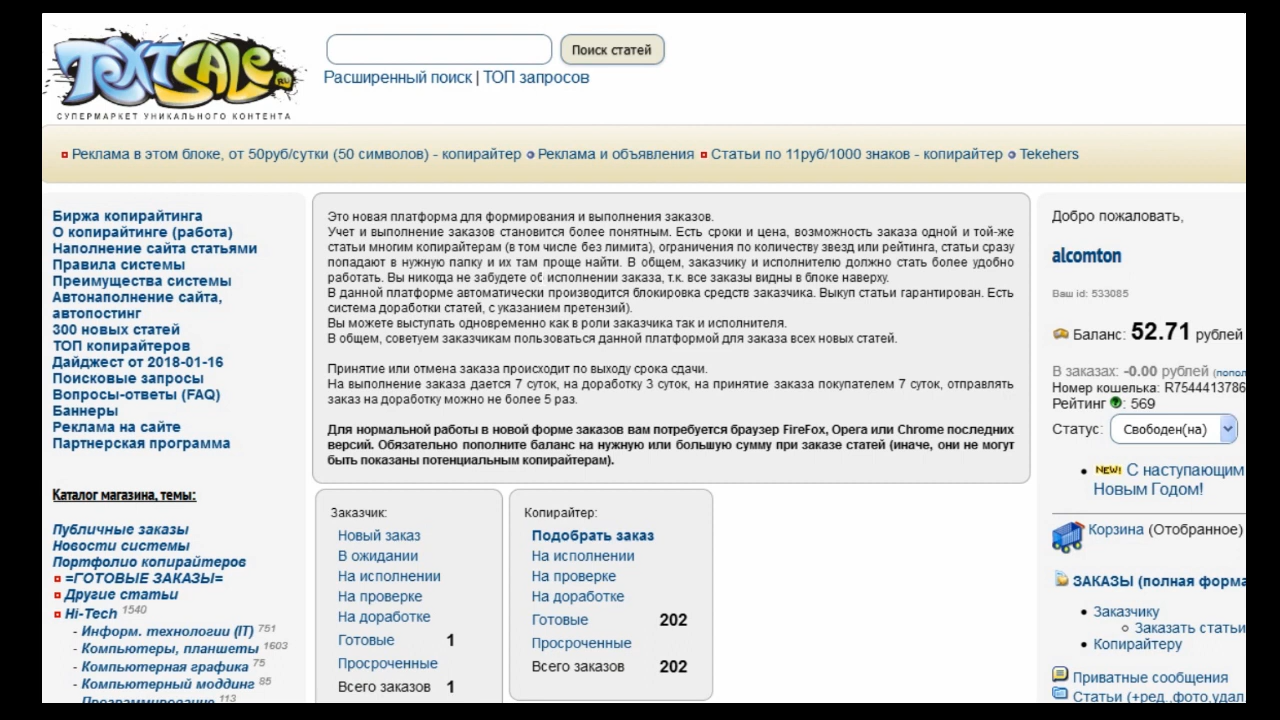 TEXTSALE.RU
СУПЕРМАРКЕТ УНИКАЛЬНОГО КОНТЕНТА
Поиск статей
Расширенный поиск | ТОП запросов
Реклама в этом блоке, от 50руб/сутки (50 символов) - копирайтер Реклама и объявления Статьи по 11руб/1000 знаков - копирайтер Tekehers
Биржа копирайтинга
О копирайтинге (работа)
Наполнение сайта статьями
Правила системы
Преимущества системы
Автонаполнение сайта,
автопостинг
300 новых статей
ТОП копирайтеров
Дайджест от 2018-01-16
Поисковые запросы
Вопросы-ответы (FAQ)
Баннеры
Реклама на сайте
Партнерская программа
Каталог магазина, темы:
Публичные заказы
Новости системы
Портфолио копирайтеров
=ГОТОВЫЕ ЗАКАЗЫ=
Другие статьи
Hi-Tech 1540
- Информ. технологии (IT) 751
- Компьютеры, планшеты 1603
- Компьютерная графика 75
- Компьютерный моддинг 85
- Программирование 113
Это новая платформа для формирования и выполнения заказов.
Учет и выполнение заказов становится более понятным. Есть сроки и цена, возможность заказа одной и той-же
статьи многим копирайтерам (в том числе без лимита), ограничения по количеству звезд или рейтинга, статьи сразу
попадают в нужную папку и их там проще найти. В общем, заказчику и исполнителю должно стать более удобно
работать. Вы никогда не забудете об исполнении заказа, т.к. все заказы видны в блоке наверху.
В данной платформе автоматически производится блокировка средств заказчика. Выкуп статьи гарантирован. Есть
система доработки статей, с указанием претензий).
Вы можете выступать одновременно как в роли заказчика так и исполнителя.
В общем, советуем заказчикам пользоваться данной платформой для заказа всех новых статей.
Принятие или отмена заказа происходит по выходу срока сдачи.
На выполнение заказа дается 7 суток, на доработку 3 суток, на принятие заказа покупателем 7 суток, отправлять
заказ на доработку можно не более 5 раз.
Для нормальной работы в новой форме заказов вам потребуется браузер FireFox, Opera или Chrome последних
версий. Обязательно пополните баланс на нужную или большую сумму при заказе статей (иначе, они не могут
быть показаны потенциальным копирайтерам).
Заказчик:
Новый заказ
В ожидании
На исполнении
На проверке
На доработке
Готовые 1
Просроченные
Всего заказов 1
Копирайтер:
Подобрать заказ
На исполнении
На проверке
На доработке
Готовые 202
Просроченные
Всего заказов 202
Добро пожаловать,
alcomton
Ваш id: 533085
Баланс: 52.71 рублей
В заказах: -0.00 рублей (попол
Номер кошелька: R7544413786
Рейтинг : 569
Статус: Свободен(на)
NEW! С наступающим
Новым Годом!
Корзина (Отобранное)
ЗАКАЗЫ (полная форма
Заказчику
Заказать статьи
Копирайтеру
Приватные сообщения
Статьи (+ред.,фото,удал